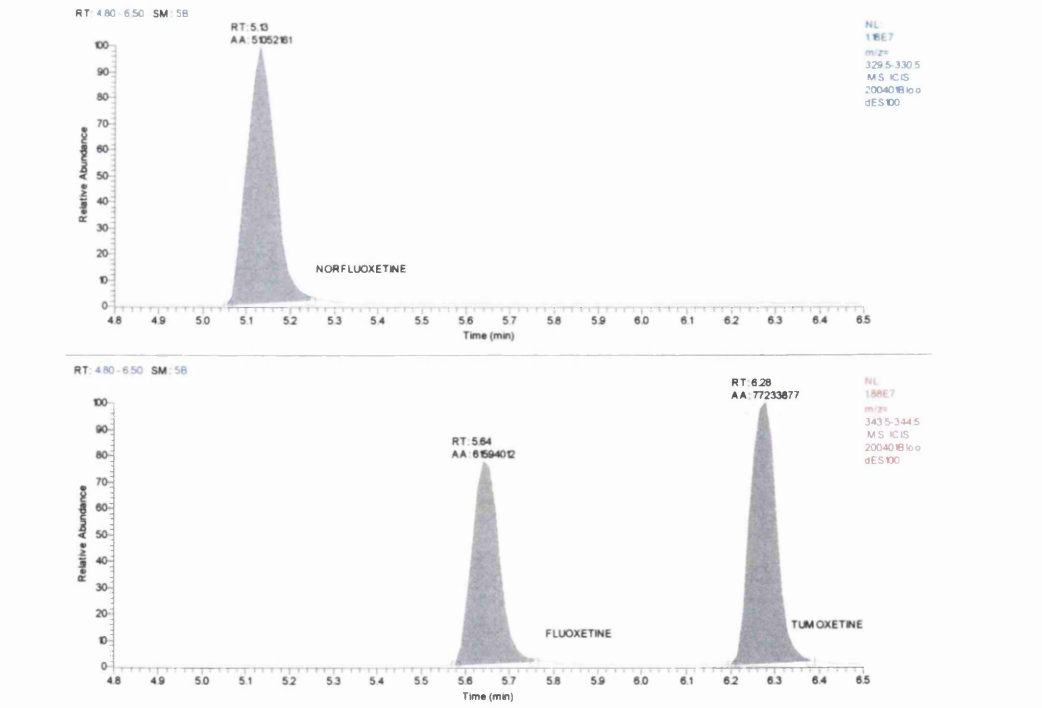 RT: 4.80 - 6.50 SM: 5B
RT: 5.13
AA: 51052161
NL:
1.18E7
m/z=
329.5-330.5
MS ICIS
200401Bloo
dES100
100
90
80
70
60
50
40
30
20
10
0
Relative Abundance
NORFLUOXETINE
4.8 4.9 5.0 5.1 5.2 5.3 5.4 5.5 5.6 5.7 5.8 5.9 6.0 6.1 6.2 6.3 6.4 6.5
Time (min)
RT: 4.80 - 6.50 SM: 5B
RT: 5.64
AA: 61594012
RT: 6.28
AA: 77233877
NL:
1.88E7
m/z=
343.5-344.5
MS ICIS
200401Bloo
dES100
100
90
80
70
60
50
40
30
20
10
0
Relative Abundance
FLUOXETINE
TUMOXETINE
4.8 4.9 5.0 5.1 5.2 5.3 5.4 5.5 5.6 5.7 5.8 5.9 6.0 6.1 6.2 6.3 6.4 6.5
Time (min)